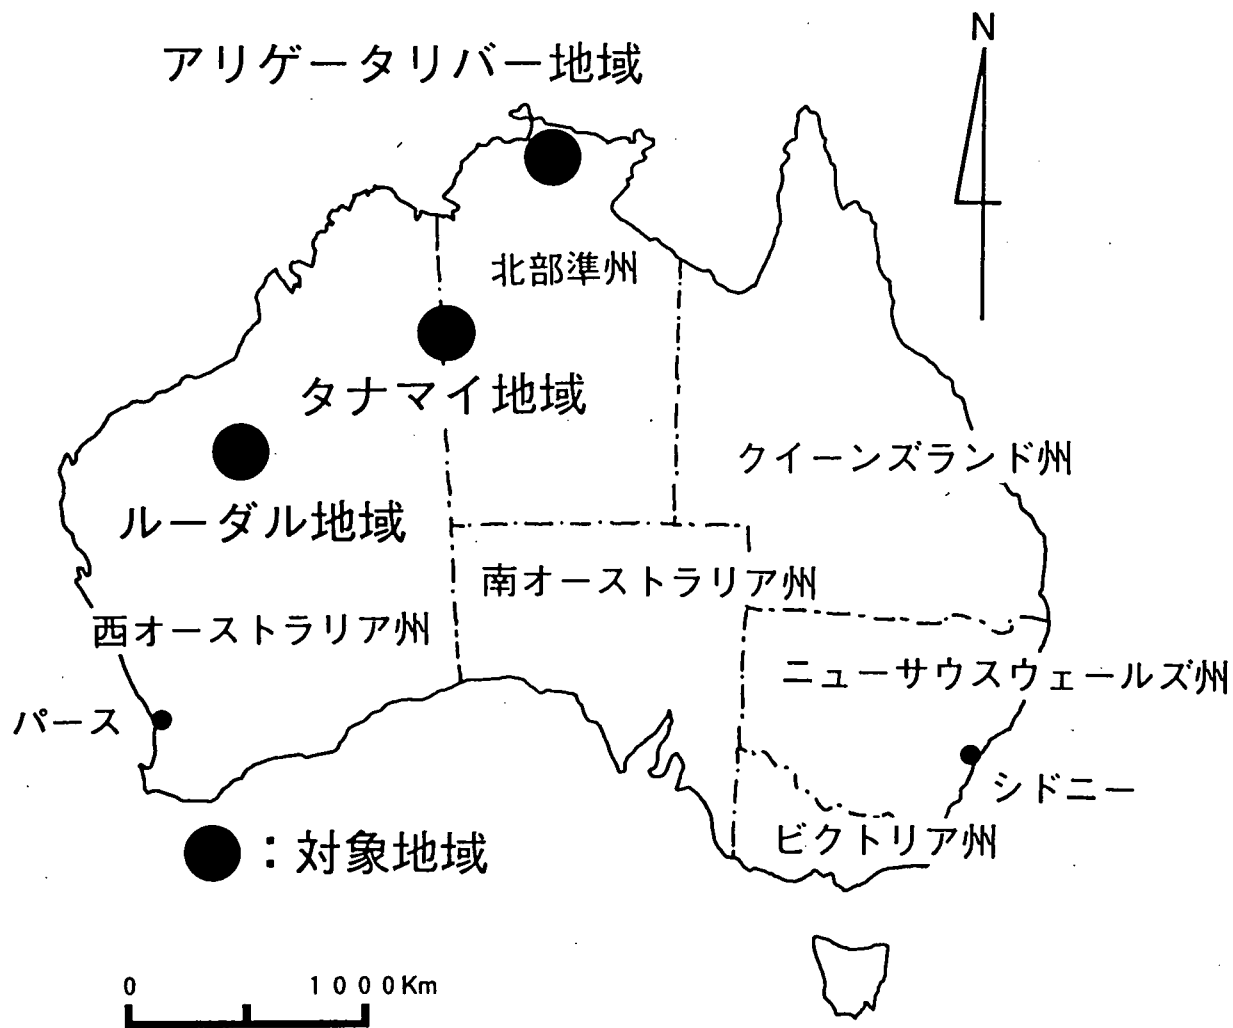 N
アリゲータリバー地域
北部準州
タナマイ地域
クイーンズランド州
ルーダル地域
南オーストラリア州
西オーストラリア州
ニューサウスウェールズ州
パース
シドニー
ビクトリア州
：対象地域
0 1000Km